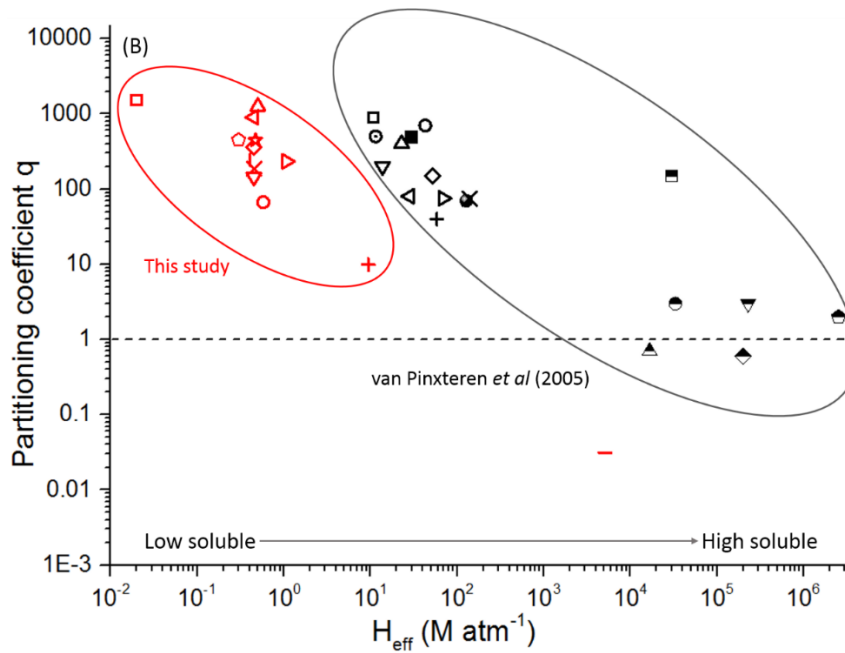 (B)
Partitioning coefficient q
10000
1000
100
10
1
0.1
0.01
1E-3
This study
van Pinxteren et al (2005)
Low soluble
High soluble
10⁻² 10⁻¹ 10⁰ 10¹ 10² 10³ 10⁴ 10⁵ 10⁶
H_eff (M atm⁻¹)